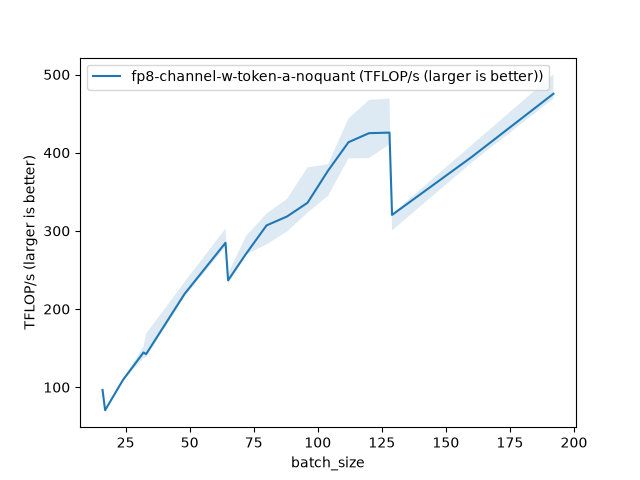 fp8-channel-w-token-a-noquant (TFLOP/s (larger is better))
TFLOP/s (larger is better)
500
400
300
200
100
25 50 75 100 125 150 175 200
batch_size